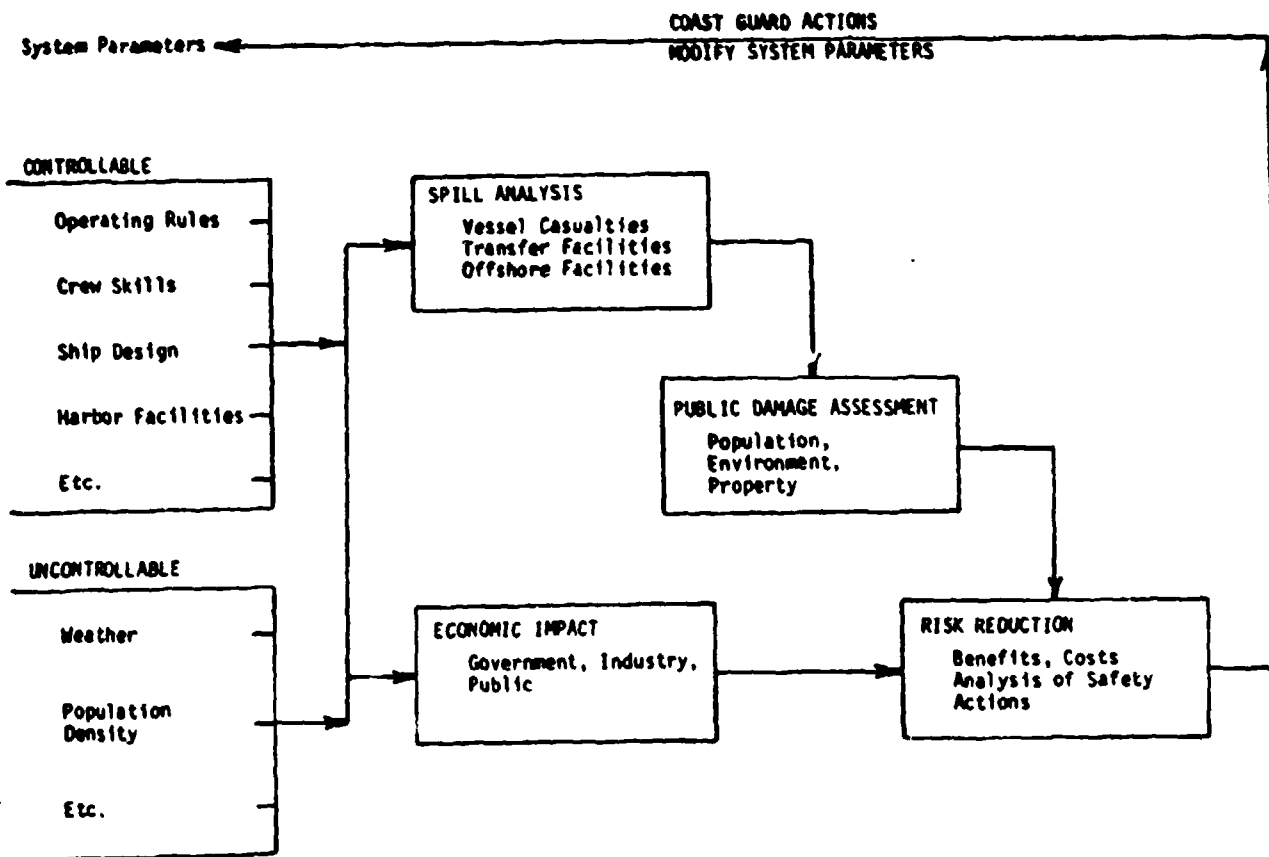 COAST GUARD ACTIONS
System Parameters
MODIFY SYSTEM PARAMETERS
CONTROLLABLE
Operating Rules
Crew Skills
Ship Design
Harbor Facilities
Etc.
SPILL ANALYSIS
Vessel Casualties
Transfer Facilities
Offshore Facilities
PUBLIC DAMAGE ASSESSMENT
Population,
Environment,
Property
UNCONTROLLABLE
Weather
Population
Density
Etc.
ECONOMIC IMPACT
Government, Industry,
Public
RISK REDUCTION
Benefits, Costs
Analysis of Safety
Actions